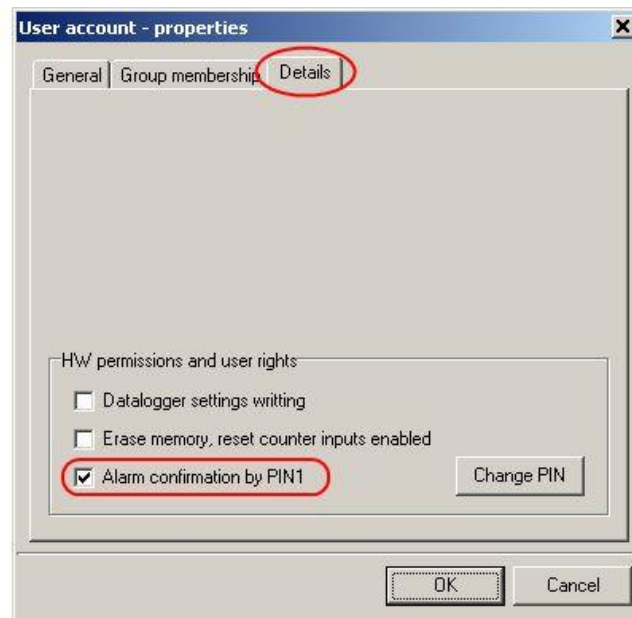 User account - properties
General Group membership Details
HW permissions and user rights
Datalogger settings writting
Erase memory, reset counter inputs enabled
Alarm confirmation by PIN1 Change PIN
OK Cancel